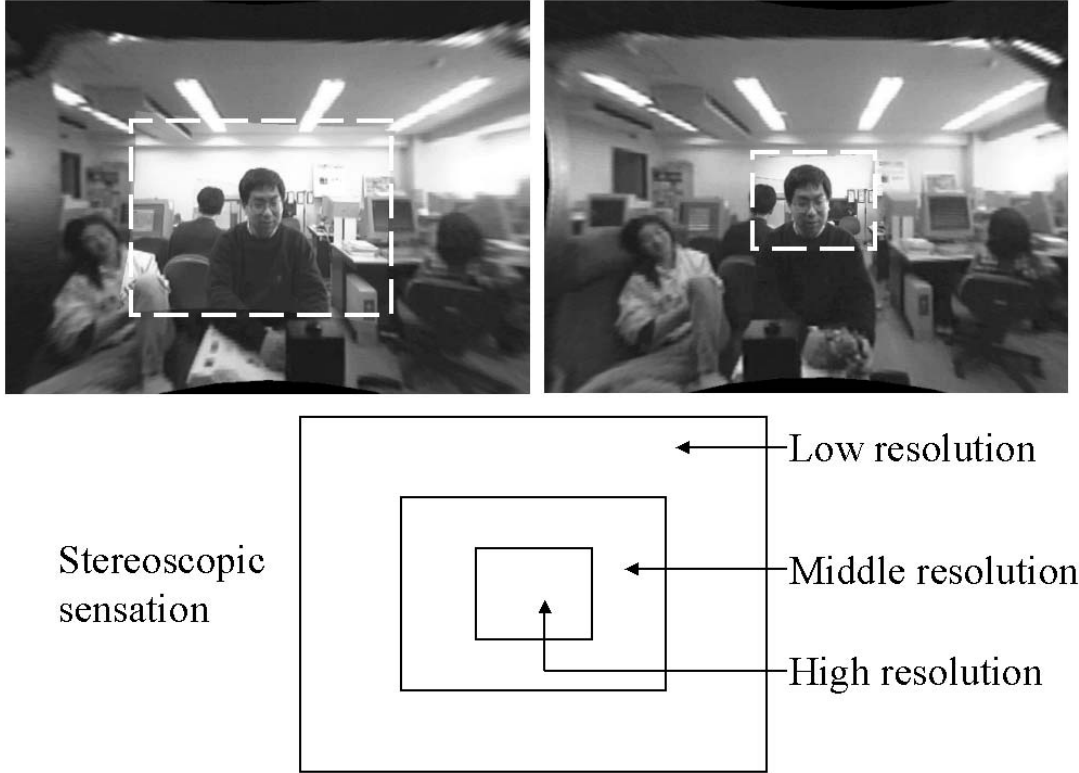 Low resolution
Stereoscopic
sensation
Middle resolution
High resolution